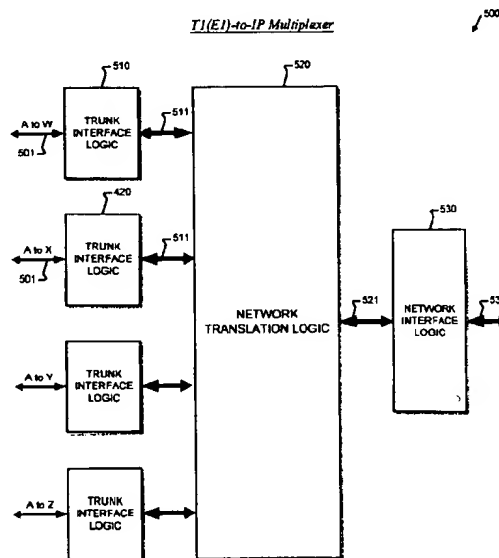 T1(E1)-to-IP Multiplexer
500
510
520
A to W
501
TRUNK
INTERFACE
LOGIC
511
420
A to X
501
TRUNK
INTERFACE
LOGIC
511
530
NETWORK
TRANSLATION LOGIC
521
NETWORK
INTERFACE
LOGIC
A to Y
TRUNK
INTERFACE
LOGIC
A to Z
TRUNK
INTERFACE
LOGIC